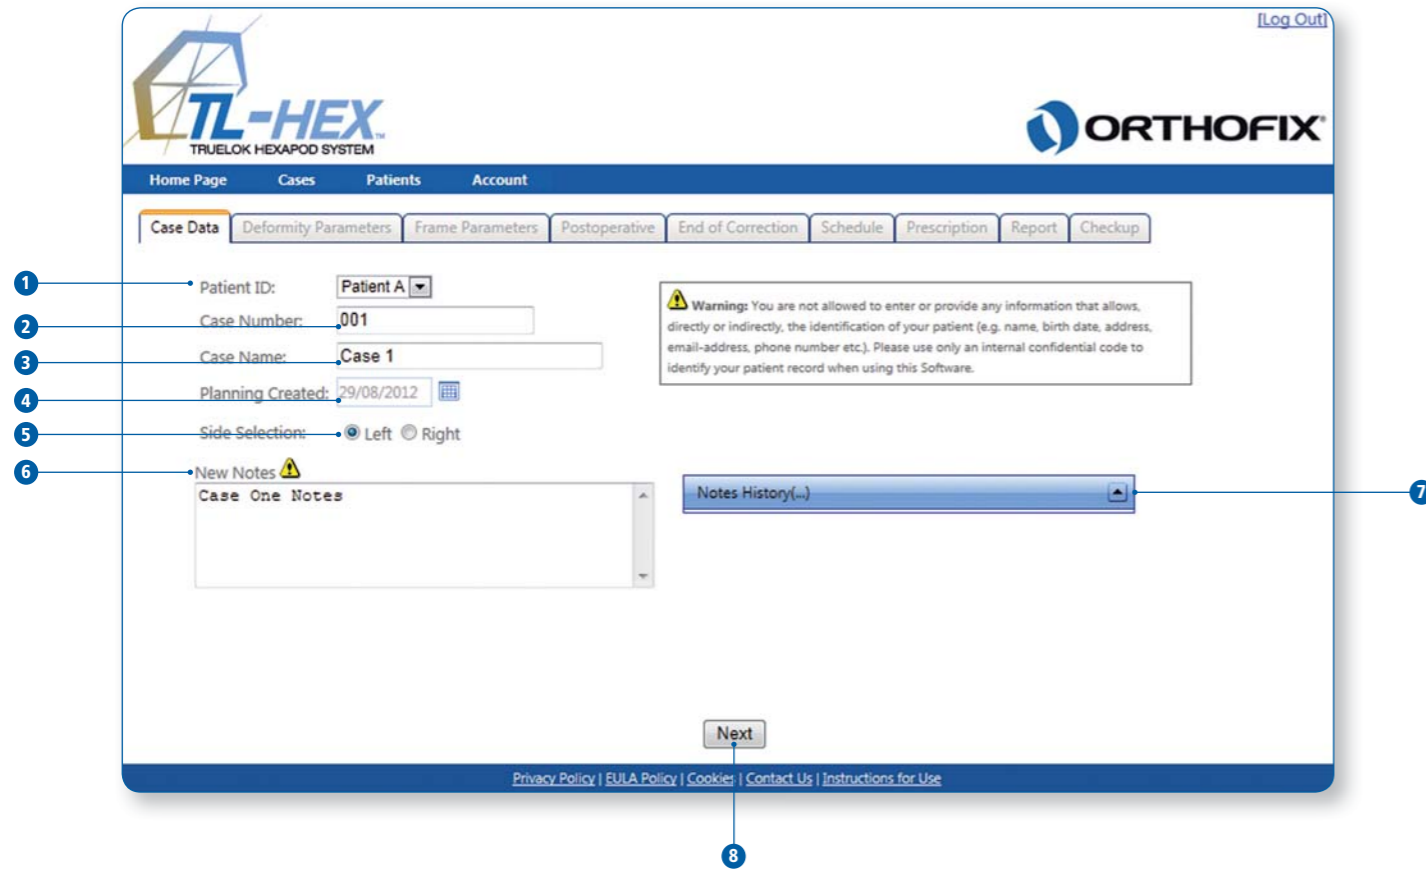 [Log Out]
TL-HEX™
TRUELOK HEXAPOD SYSTEM
ORTHOFIX®
Home Page Cases Patients Account
Case Data Deformity Parameters Frame Parameters Postoperative End of Correction Schedule Prescription Report Checkup
1 Patient ID: Patient A
2 Case Number: 001
3 Case Name: Case 1
4 Planning Created: 29/08/2012
5 Side Selection: Left Right
Warning: You are not allowed to enter or provide any information that allows,
directly or indirectly, the identification of your patient (e.g. name, birth date, address,
email-address, phone number etc.). Please use only an internal confidential code to
identify your patient record when using this Software.
6 New Notes
Case One Notes
Notes History(...) 7
Next
Privacy Policy | EULA Policy | Cookies | Contact Us | Instructions for Use
8